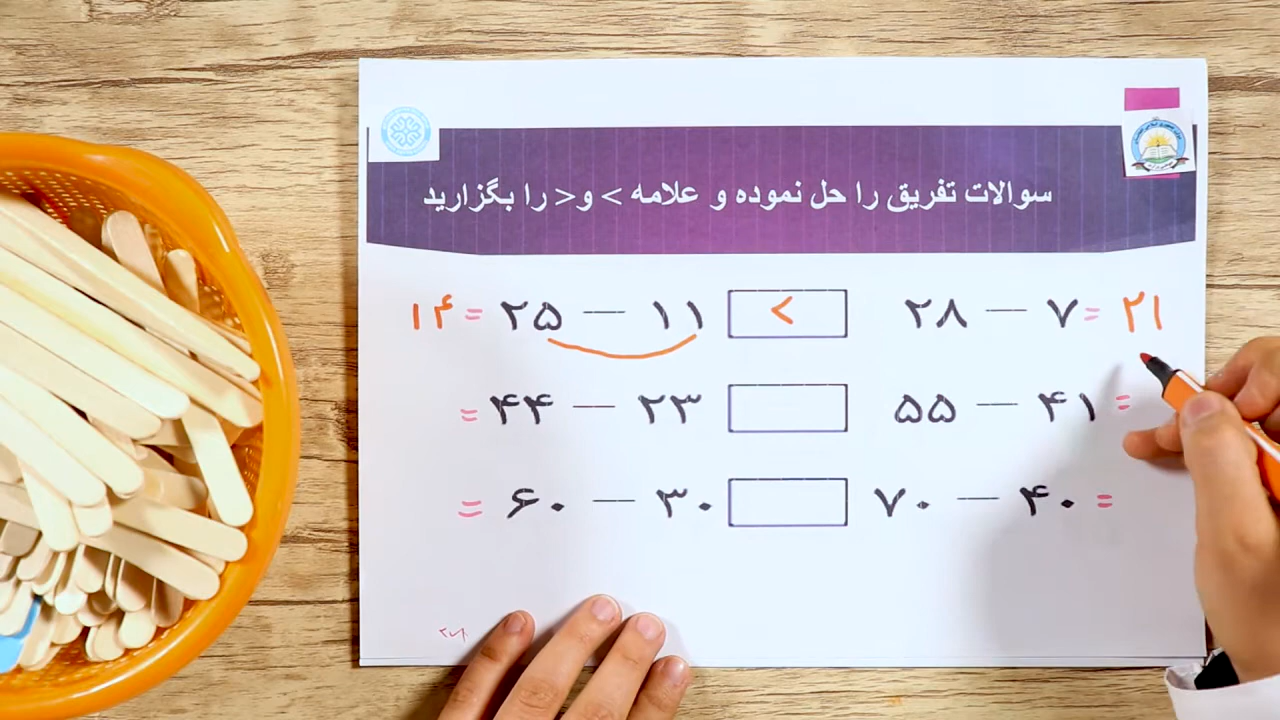 سوالات تفریق را حل نموده و علامه > و< را بگزارید
۱۴ = ۲۵ — ۱۱ < ۲۸ — ۷ = ۲۱
= ۴۴ — ۲۳ ۵۵ — ۴۱ =
= ۶۰ — ۳۰ ۷۰ — ۴۰ =